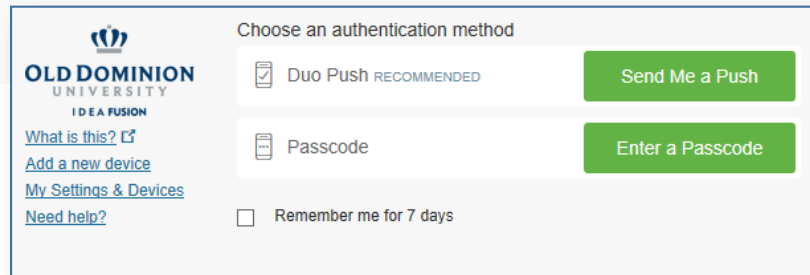 OLD DOMINION
UNIVERSITY
IDEA FUSION
What is this?
Add a new device
My Settings & Devices
Need help?
Choose an authentication method
Duo Push RECOMMENDED
Send Me a Push
Passcode
Enter a Passcode
Remember me for 7 days